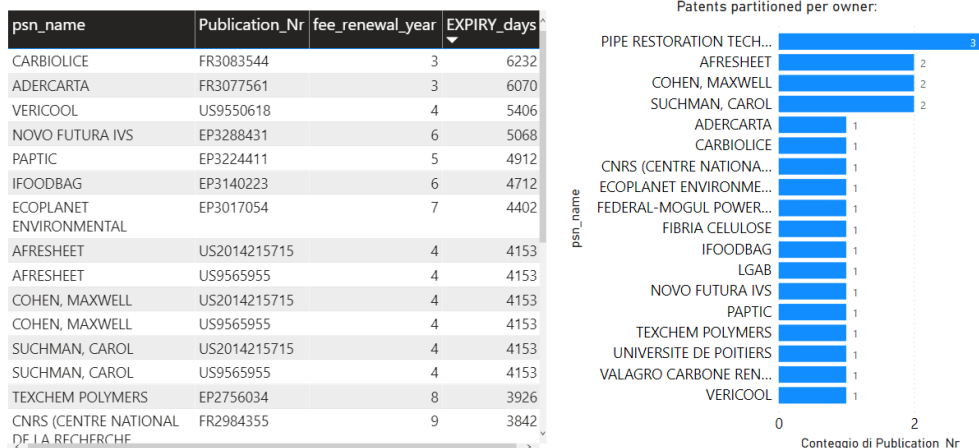 psn_name Publication_Nr fee_renewal_year EXPIRY_days
CARBIOLICE FR3083544 3 6232
ADERCARTA FR3077561 3 6070
VERICOOL US9550618 4 5406
NOVO FUTURA IVS EP3288431 6 5068
PAPTIC EP3224411 5 4912
IFOODBAG EP3140223 6 4712
ECOPLANET EP3017054 7 4402
ENVIRONMENTAL
AFRESHEET US2014215715 4 4153
AFRESHEET US9565955 4 4153
COHEN, MAXWELL US2014215715 4 4153
COHEN, MAXWELL US9565955 4 4153
SUCHMAN, CAROL US2014215715 4 4153
SUCHMAN, CAROL US9565955 4 4153
TEXCHEM POLYMERS EP2756034 8 3926
CNRS (CENTRE NATIONAL FR2984355 9 3842
DE LA RECHERCHE
Patents partitioned per owner:
psn_name
PIPE RESTORATION TECH... 3
AFRESHEET 2
COHEN, MAXWELL 2
SUCHMAN, CAROL 2
ADERCARTA 1
CARBIOLICE 1
CNRS (CENTRE NATIONA... 1
ECOPLANET ENVIRONME... 1
FEDERAL-MOGUL POWER... 1
FIBRIA CELULOSE 1
IFOODBAG 1
LGAB 1
NOVO FUTURA IVS 1
PAPTIC 1
TEXCHEM POLYMERS 1
UNIVERSITE DE POITIERS 1
VALAGRO CARBONE REN... 1
VERICOOL 1
0 2
Conteggio di Publication_Nr